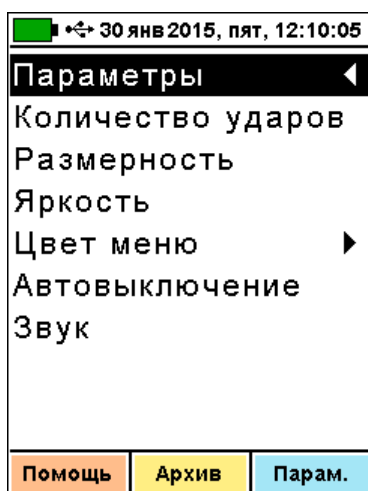 30 янв 2015, пят, 12:10:05
Параметры
Количество ударов
Размерность
Яркость
Цвет меню
Автовыключение
Звук
Помощь Архив Парам.